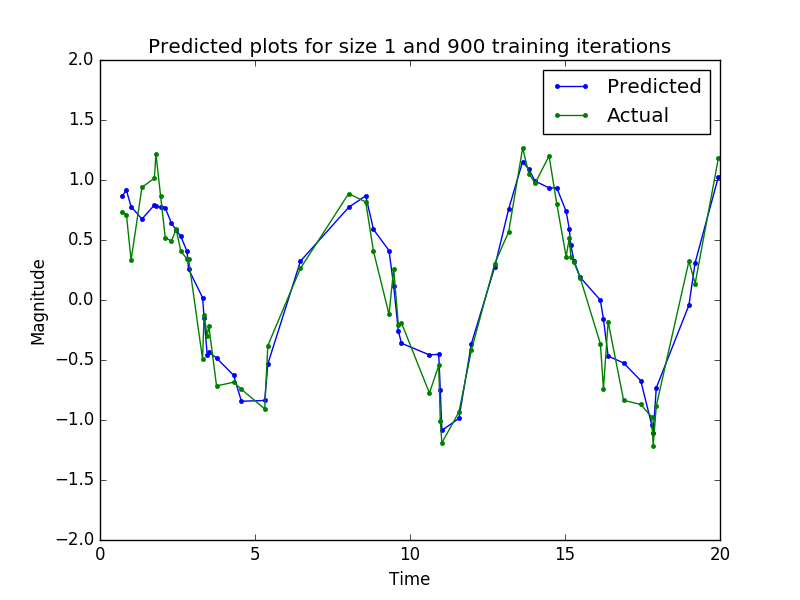 Predicted plots for size 1 and 900 training iterations
Predicted
Actual
2.0
1.5
1.0
0.5
0.0
−0.5
−1.0
−1.5
−2.0
Magnitude
0
5
10
15
20
Time